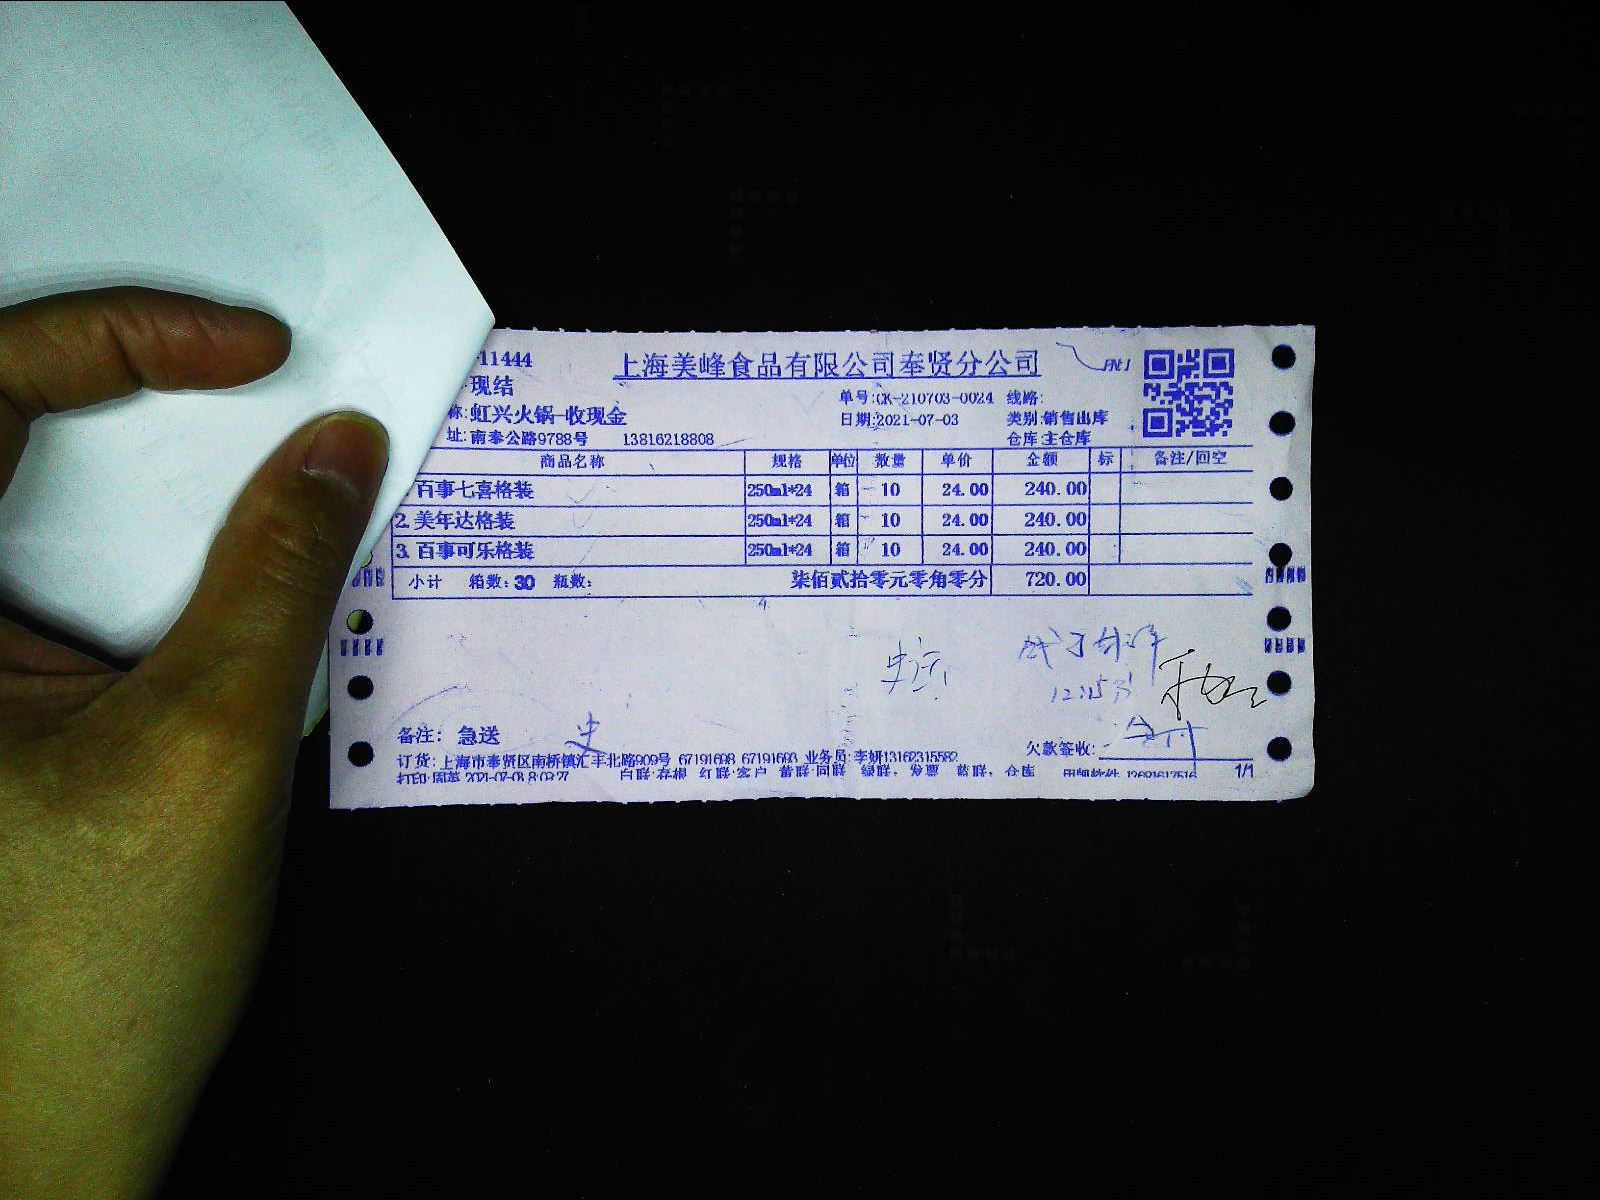 11444 上海美峰食品有限公司奉贤分公司
现结 单号:CK-210703-0024 线路:
称:虹兴火锅-收现金 日期:2021-07-03 类别:销售出库
址:南奉公路9788号 13816218808 仓库:主仓库
商品名称 规格 单位 数量 单价 金额 标 备注/回空
百事七喜格装 250ml*24 箱 10 24.00 240.00
2.美年达格装 250ml*24 箱 10 24.00 240.00
3.百事可乐格装 250ml*24 箱 10 24.00 240.00
小计 箱数:30 瓶数: 柒佰贰拾零元零角零分 720.00
备注: 急送 欠款签收:
订货:上海市奉贤区南桥镇汇丰北路909号 67191698 67191693 业务员:李妍13162315582
白联:存根 红联:客户 黄联:回联 绿联,发票 蓝联,仓库 1/1